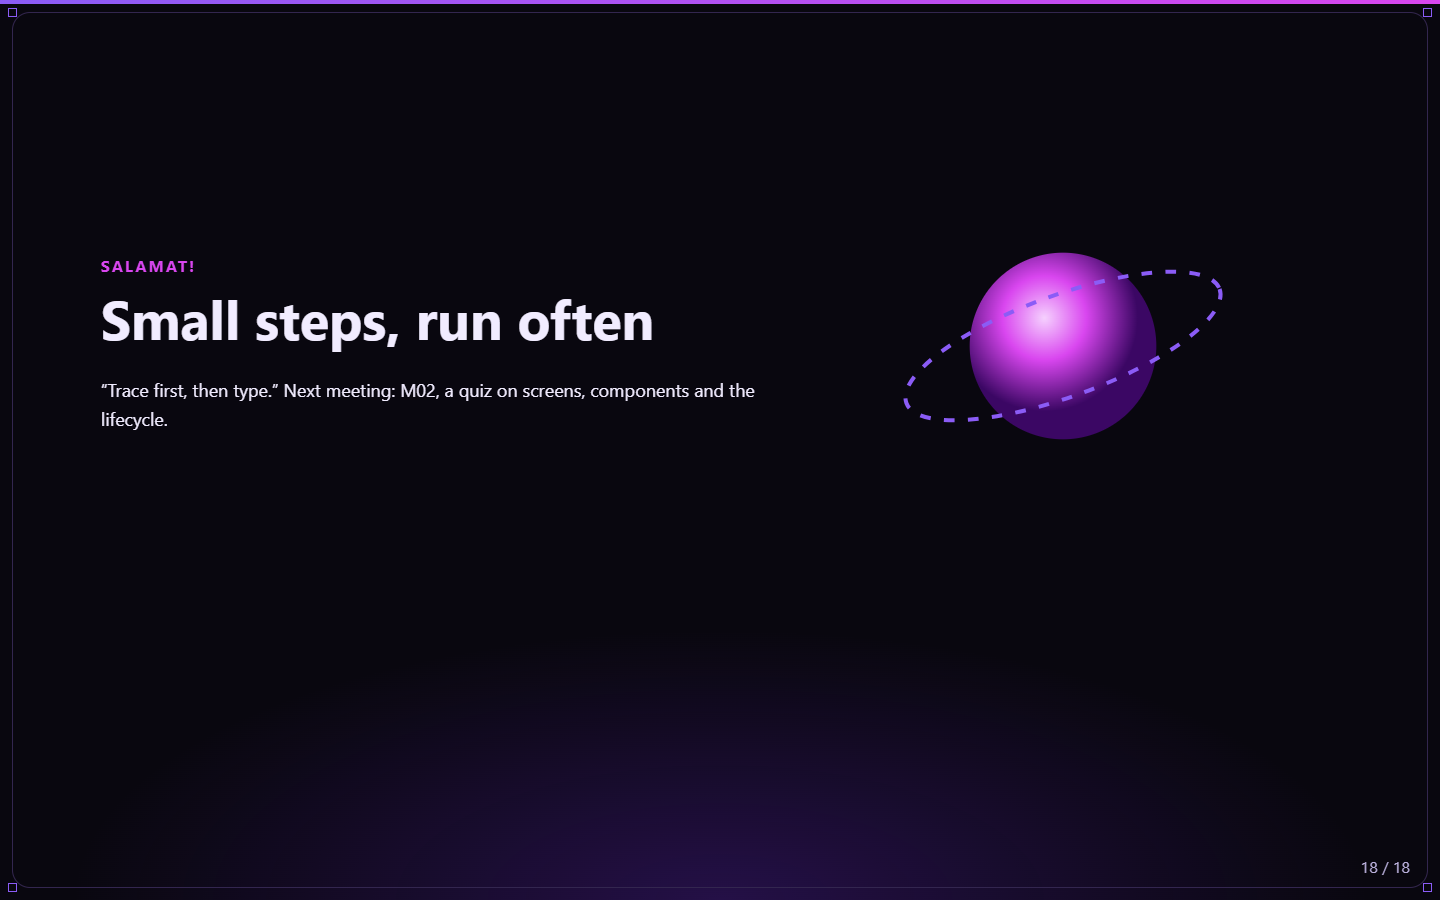 SALAMAT!
Small steps, run often
“Trace first, then type.” Next meeting: M02, a quiz on screens, components and the
lifecycle.
18 / 18